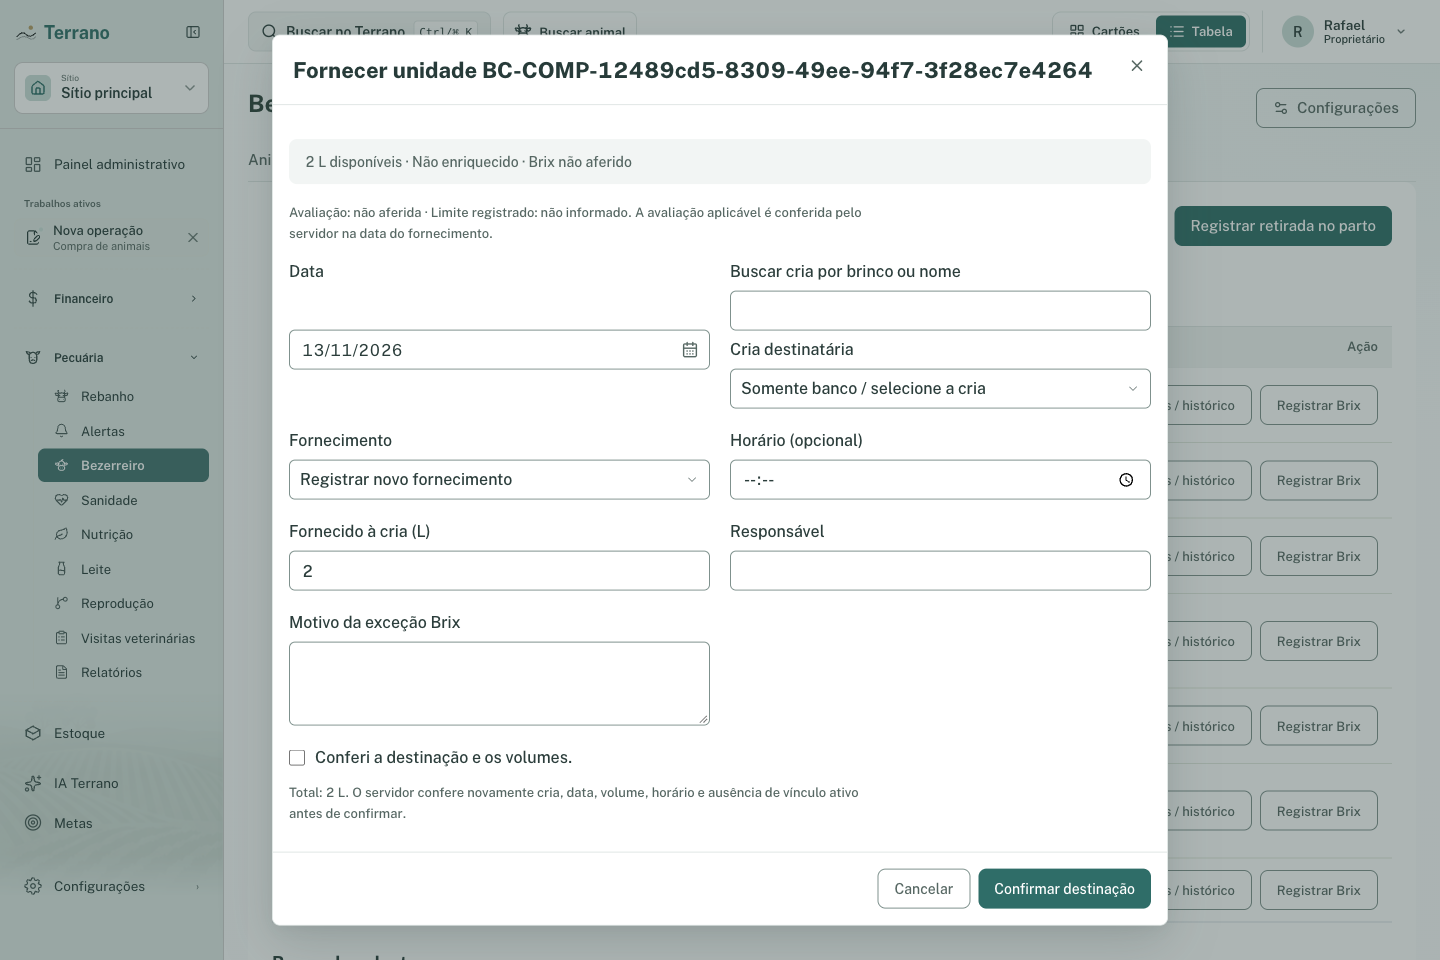 Terrano
Sítio
Sítio principal
Painel administrativo
Trabalhos ativos
Nova operação
Compra de animais
Financeiro
Pecuária
Rebanho
Alertas
Bezerreiro
Sanidade
Nutrição
Leite
Reprodução
Visitas veterinárias
Relatórios
Estoque
IA Terrano
Metas
Configurações
Buscar no Terrano
Ctrl/⌘ K
Buscar animal
Cartões
Tabela
R
Rafael
Proprietário
Configurações
Registrar retirada no parto
Ação
/ histórico
Registrar Brix
/ histórico
Registrar Brix
/ histórico
Registrar Brix
/ histórico
Registrar Brix
/ histórico
Registrar Brix
/ histórico
Registrar Brix
/ histórico
Registrar Brix
Fornecer unidade BC-COMP-12489cd5-8309-49ee-94f7-3f28ec7e4264
2 L disponíveis · Não enriquecido · Brix não aferido
Avaliação: não aferida · Limite registrado: não informado. A avaliação aplicável é conferida pelo
servidor na data do fornecimento.
Data
13/11/2026
Buscar cria por brinco ou nome
Cria destinatária
Somente banco / selecione a cria
Fornecimento
Registrar novo fornecimento
Horário (opcional)
--:--
Fornecido à cria (L)
2
Responsável
Motivo da exceção Brix
Conferi a destinação e os volumes.
Total: 2 L. O servidor confere novamente cria, data, volume, horário e ausência de vínculo ativo
antes de confirmar.
Cancelar
Confirmar destinação